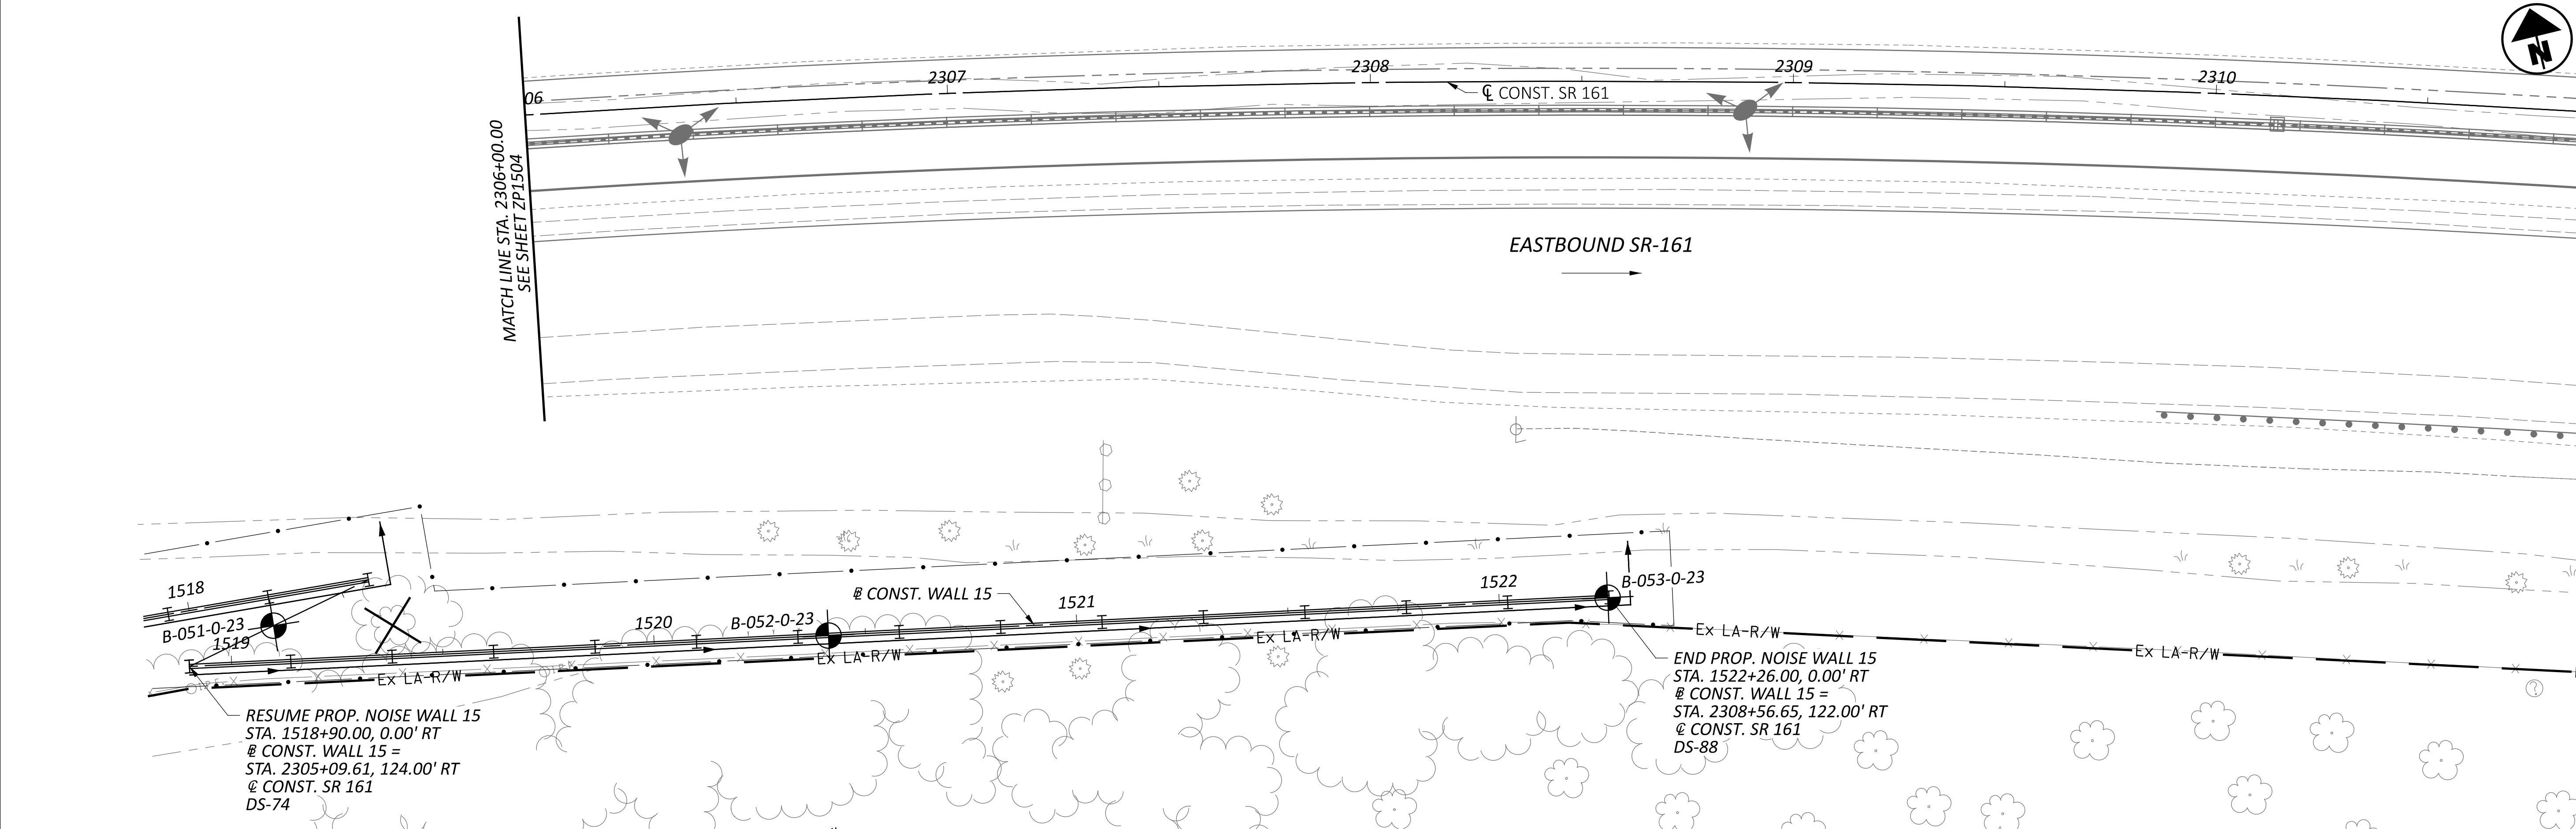 N
2307
2308
2309
2310
06
℄ CONST. SR 161
MATCH LINE STA. 2306+00.00
SEE SHEET ZP1504
EASTBOUND SR-161
1518
B-051-0-23
1519
1520
B-052-0-23
BL CONST. WALL 15
1521
1522
B-053-0-23
Ex LA-R/W
Ex LA-R/W
Ex LA-R/W
Ex LA-R/W
Ex LA-R/W
RESUME PROP. NOISE WALL 15
STA. 1518+90.00, 0.00' RT
BL CONST. WALL 15 =
STA. 2305+09.61, 124.00' RT
℄ CONST. SR 161
DS-74
END PROP. NOISE WALL 15
STA. 1522+26.00, 0.00' RT
BL CONST. WALL 15 =
STA. 2308+56.65, 122.00' RT
℄ CONST. SR 161
DS-88
?